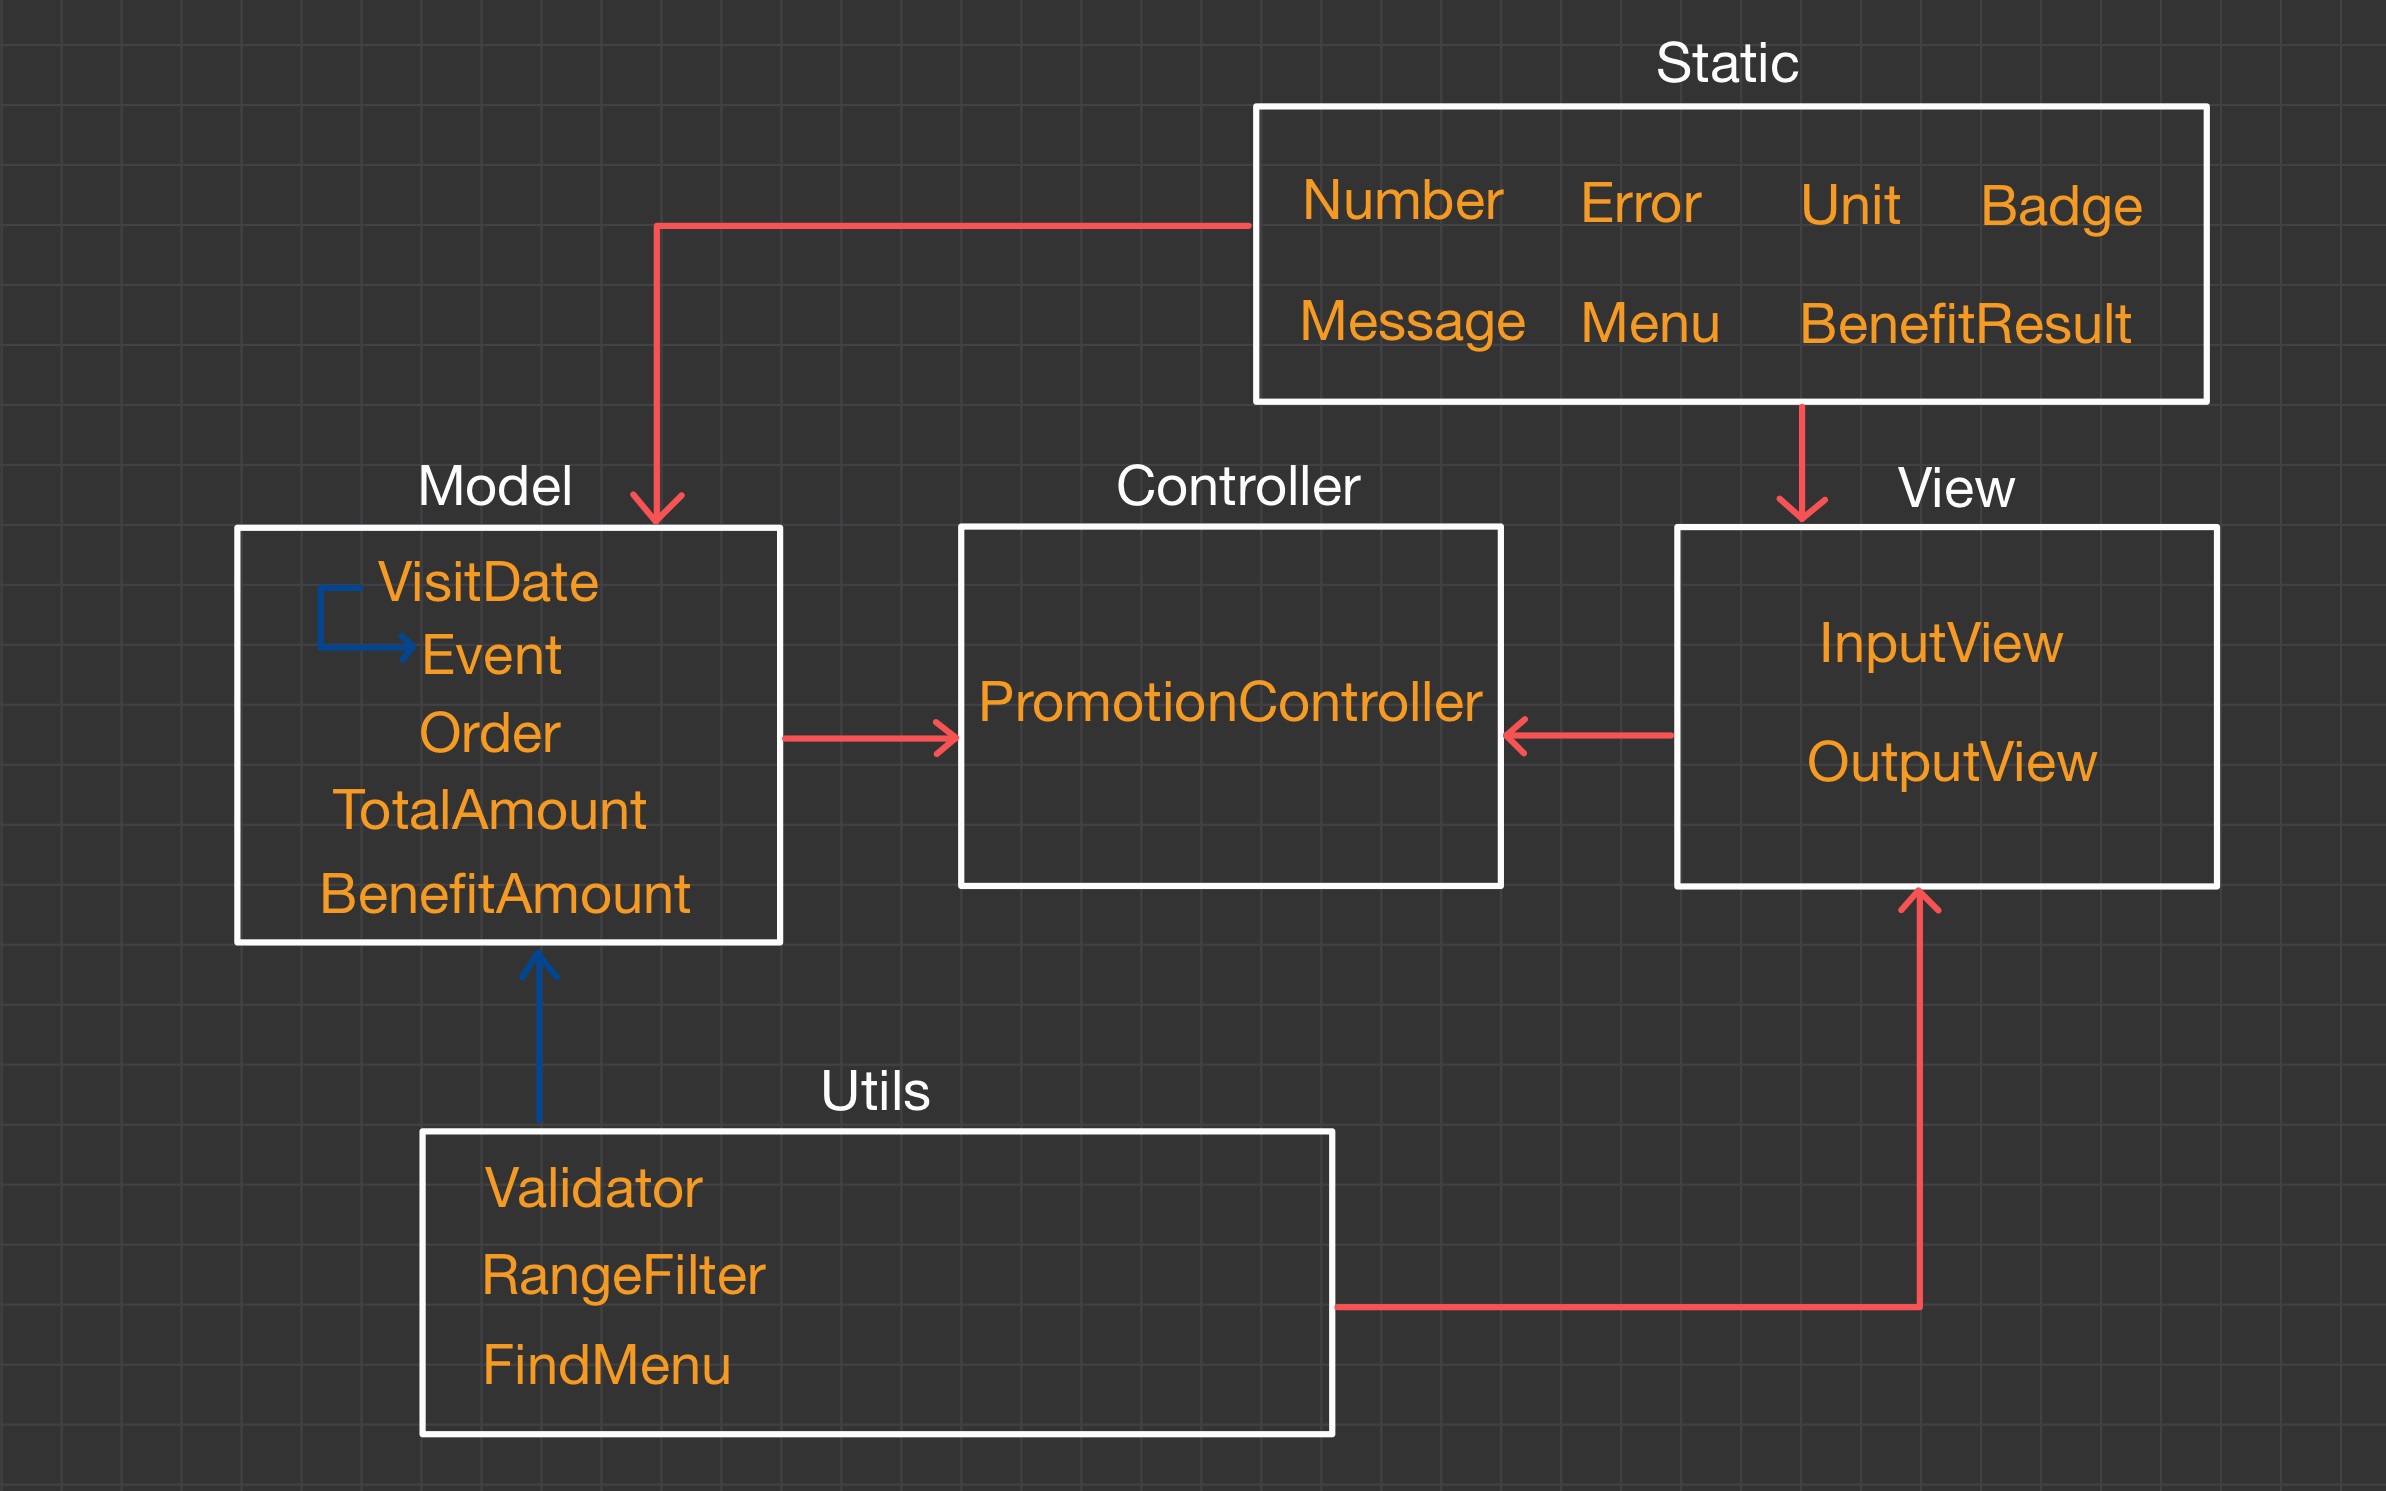 Static
Number Error Unit Badge
Message Menu BenefitResult
Model
VisitDate
Event
Order
TotalAmount
BenefitAmount
Controller
PromotionController
View
InputView
OutputView
Utils
Validator
RangeFilter
FindMenu